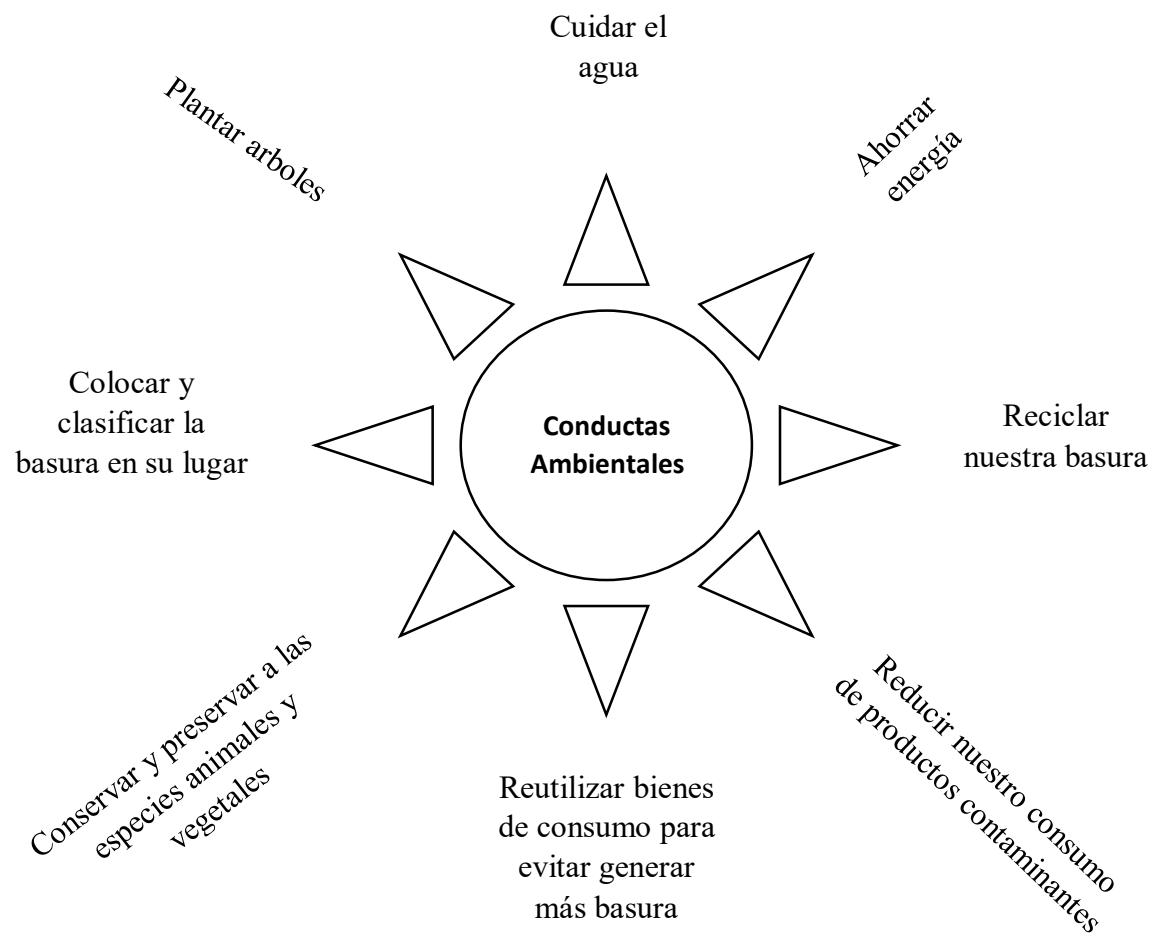 Cuidar el
agua
Ahorrar
energía
Reciclar
nuestra basura
Reducir nuestro consumo
de productos contaminantes
Reutilizar bienes
de consumo para
evitar generar
más basura
Conservar y preservar a las
especies animales y
vegetales
Colocar y
clasificar la
basura en su lugar
Plantar arboles
Conductas
Ambientales